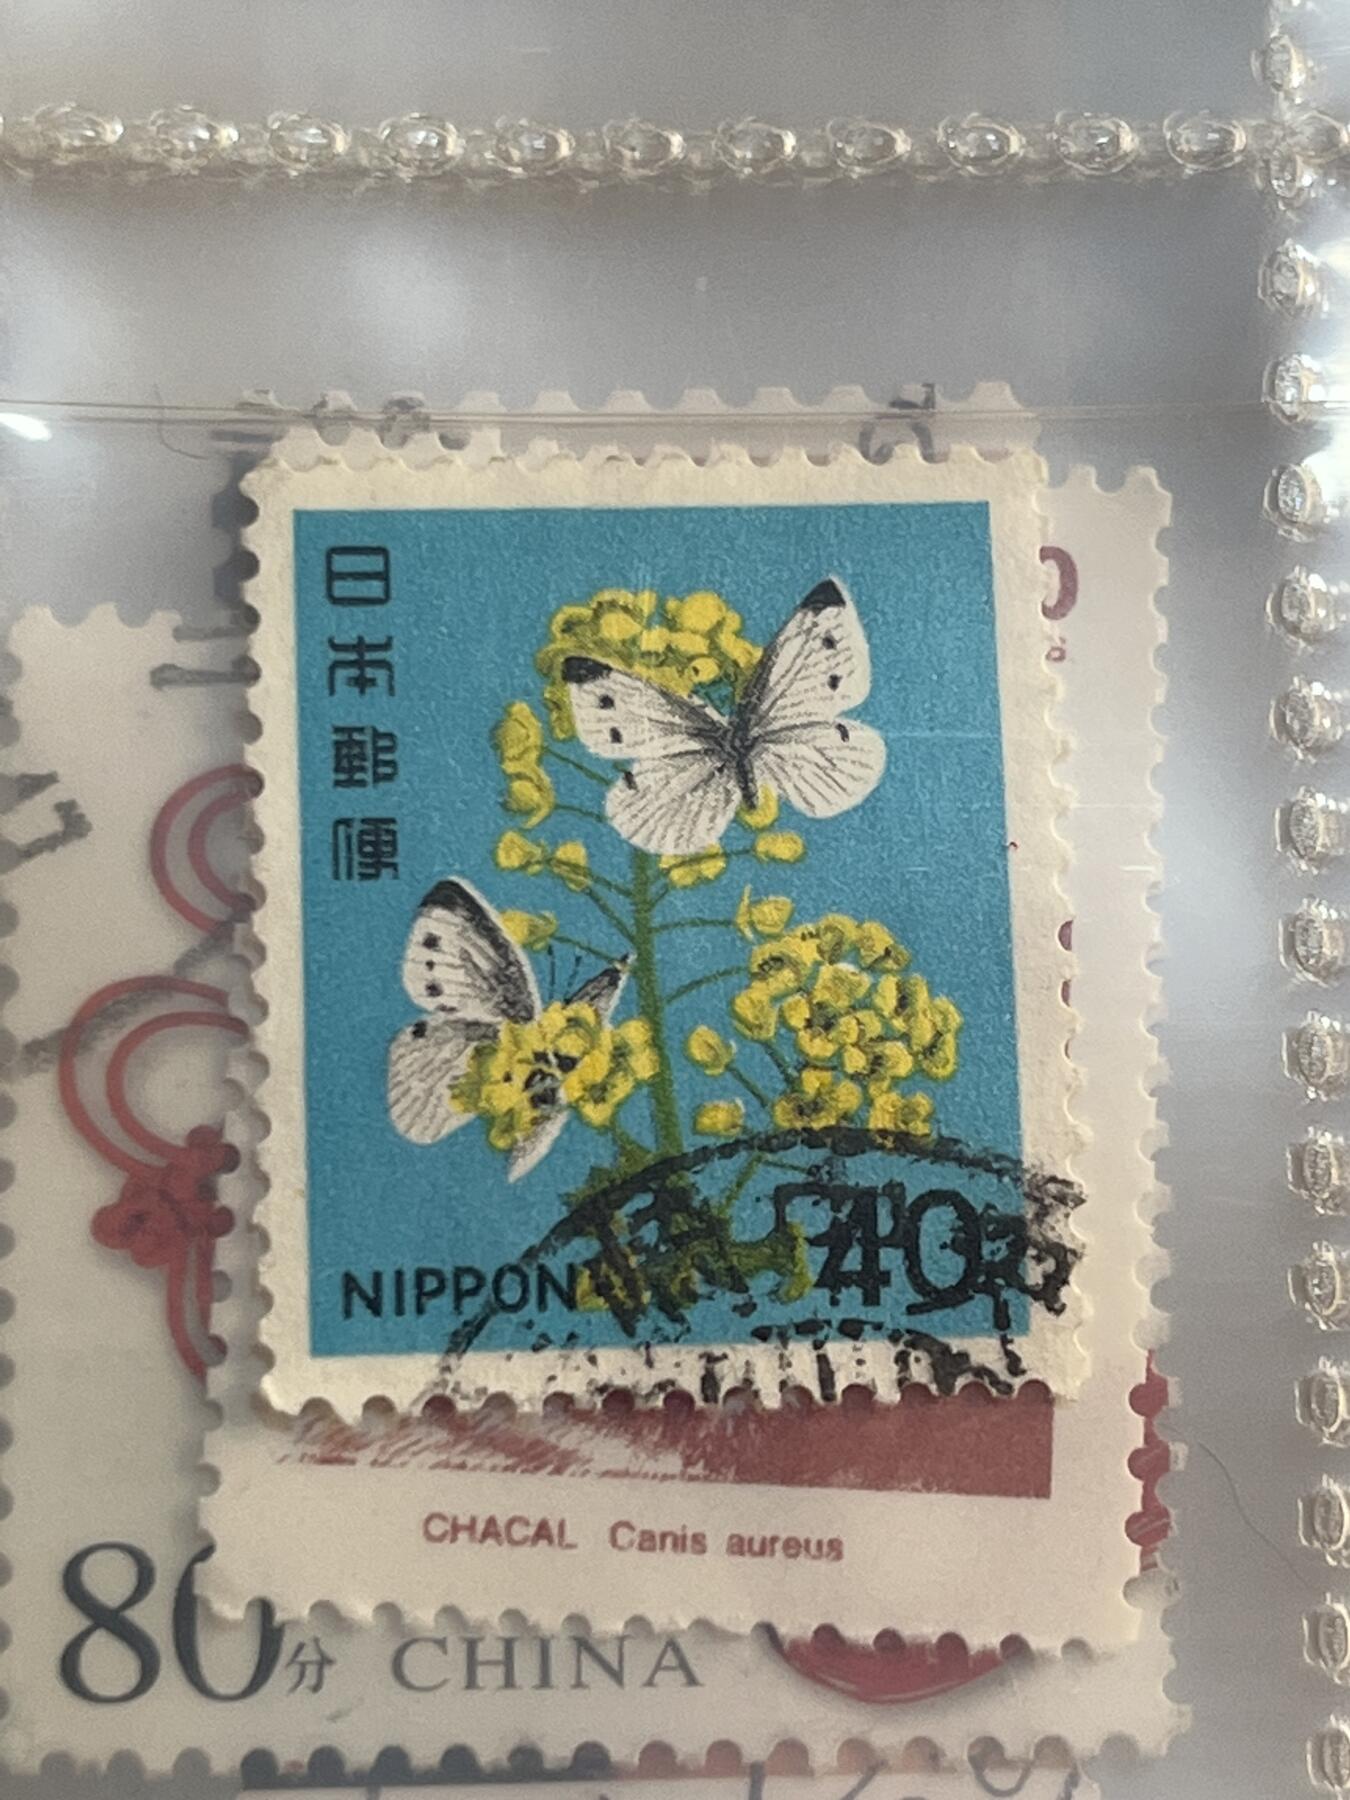 日本郵便
NIPPON
40
CHACAL Canis aureus
80分 CHINA